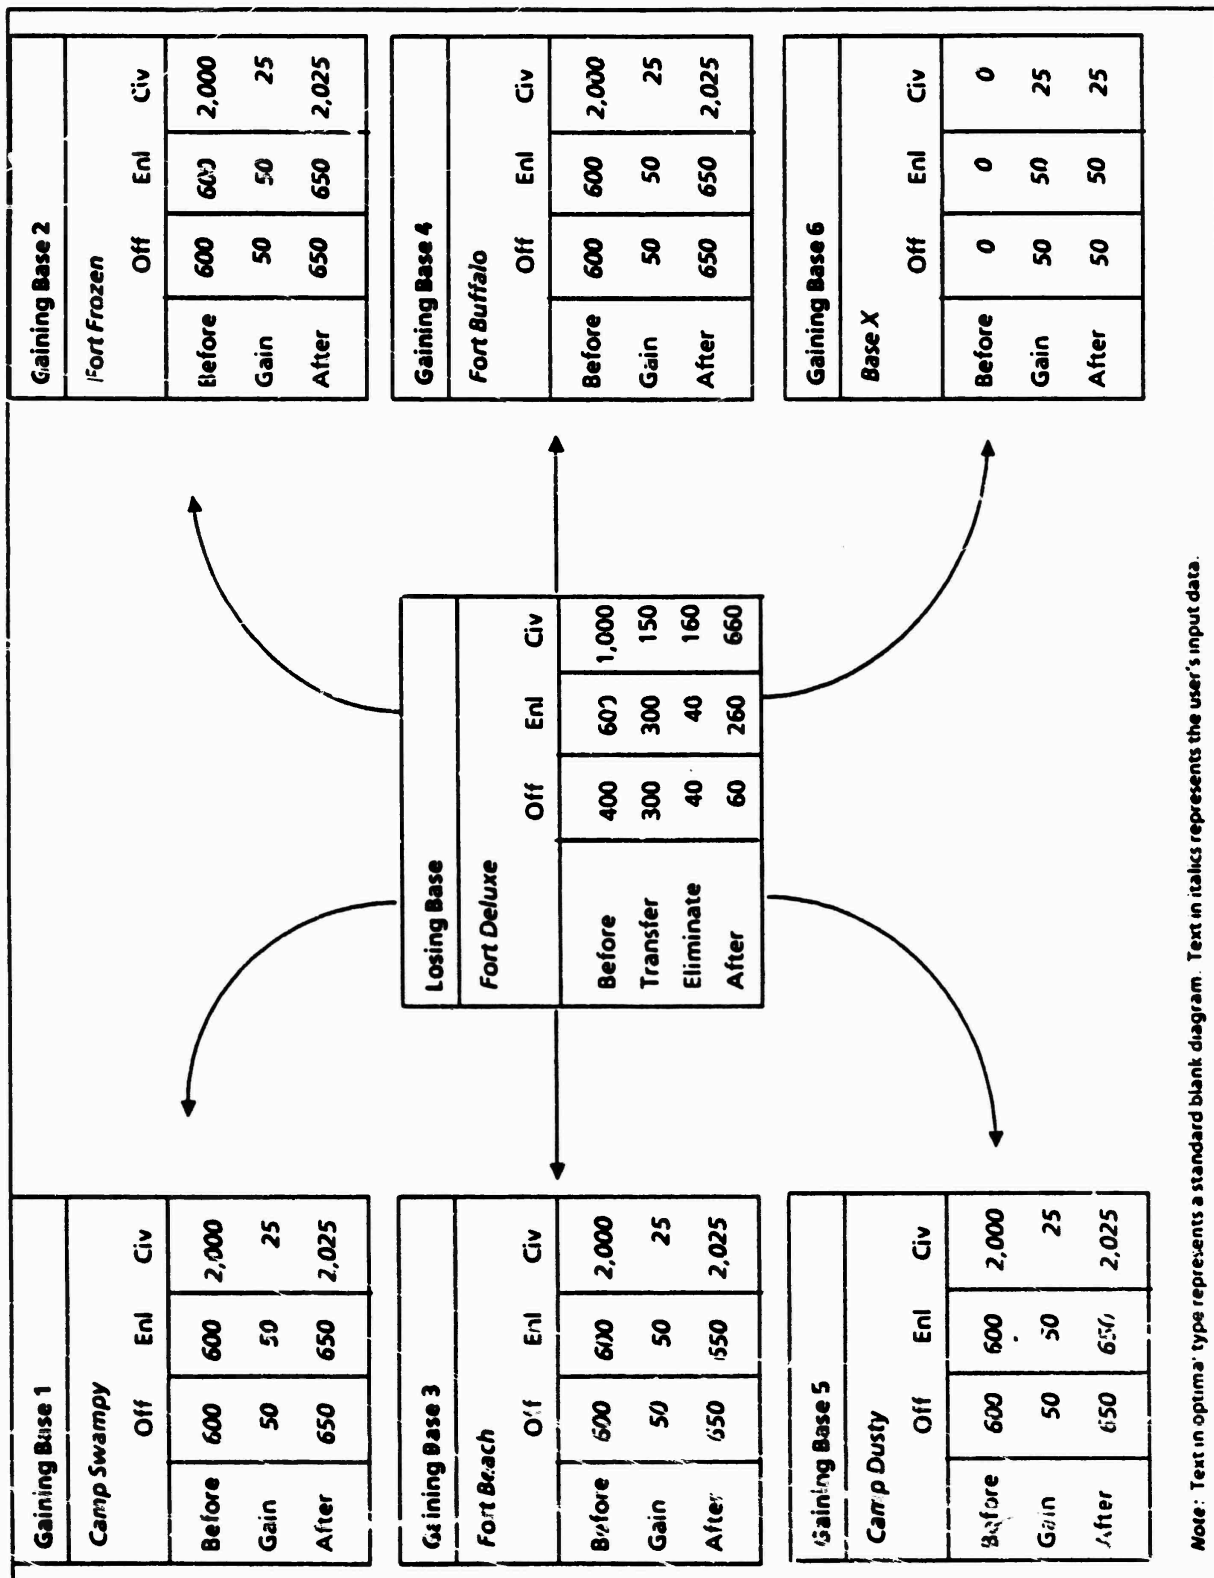 Gaining Base 1
Camp Swampy
Off Enl Civ
Before 600 600 2,000
Gain 50 50 25
After 650 650 2,025
Gaining Base 2
Fort Frozen
Off Enl Civ
Before 600 600 2,000
Gain 50 50 25
After 650 650 2,025
Losing Base
Fort Deluxe
Off Enl Civ
Before 400 600 1,000
Transfer 300 300 150
Eliminate 40 40 160
After 60 260 660
Gaining Base 3
Fort Beach
Off Enl Civ
Before 600 600 2,000
Gain 50 50 25
After 650 650 2,025
Gaining Base 4
Fort Buffalo
Off Enl Civ
Before 600 600 2,000
Gain 50 50 25
After 650 650 2,025
Gaining Base 5
Camp Dusty
Off Enl Civ
Before 600 600 2,000
Gain 50 50 25
After 650 650 2,025
Gaining Base 6
Base X
Off Enl Civ
Before 0 0 0
Gain 50 50 25
After 50 50 25
Note: Text in optima' type represents a standard blank diagram. Text in italics represents the user's input data.